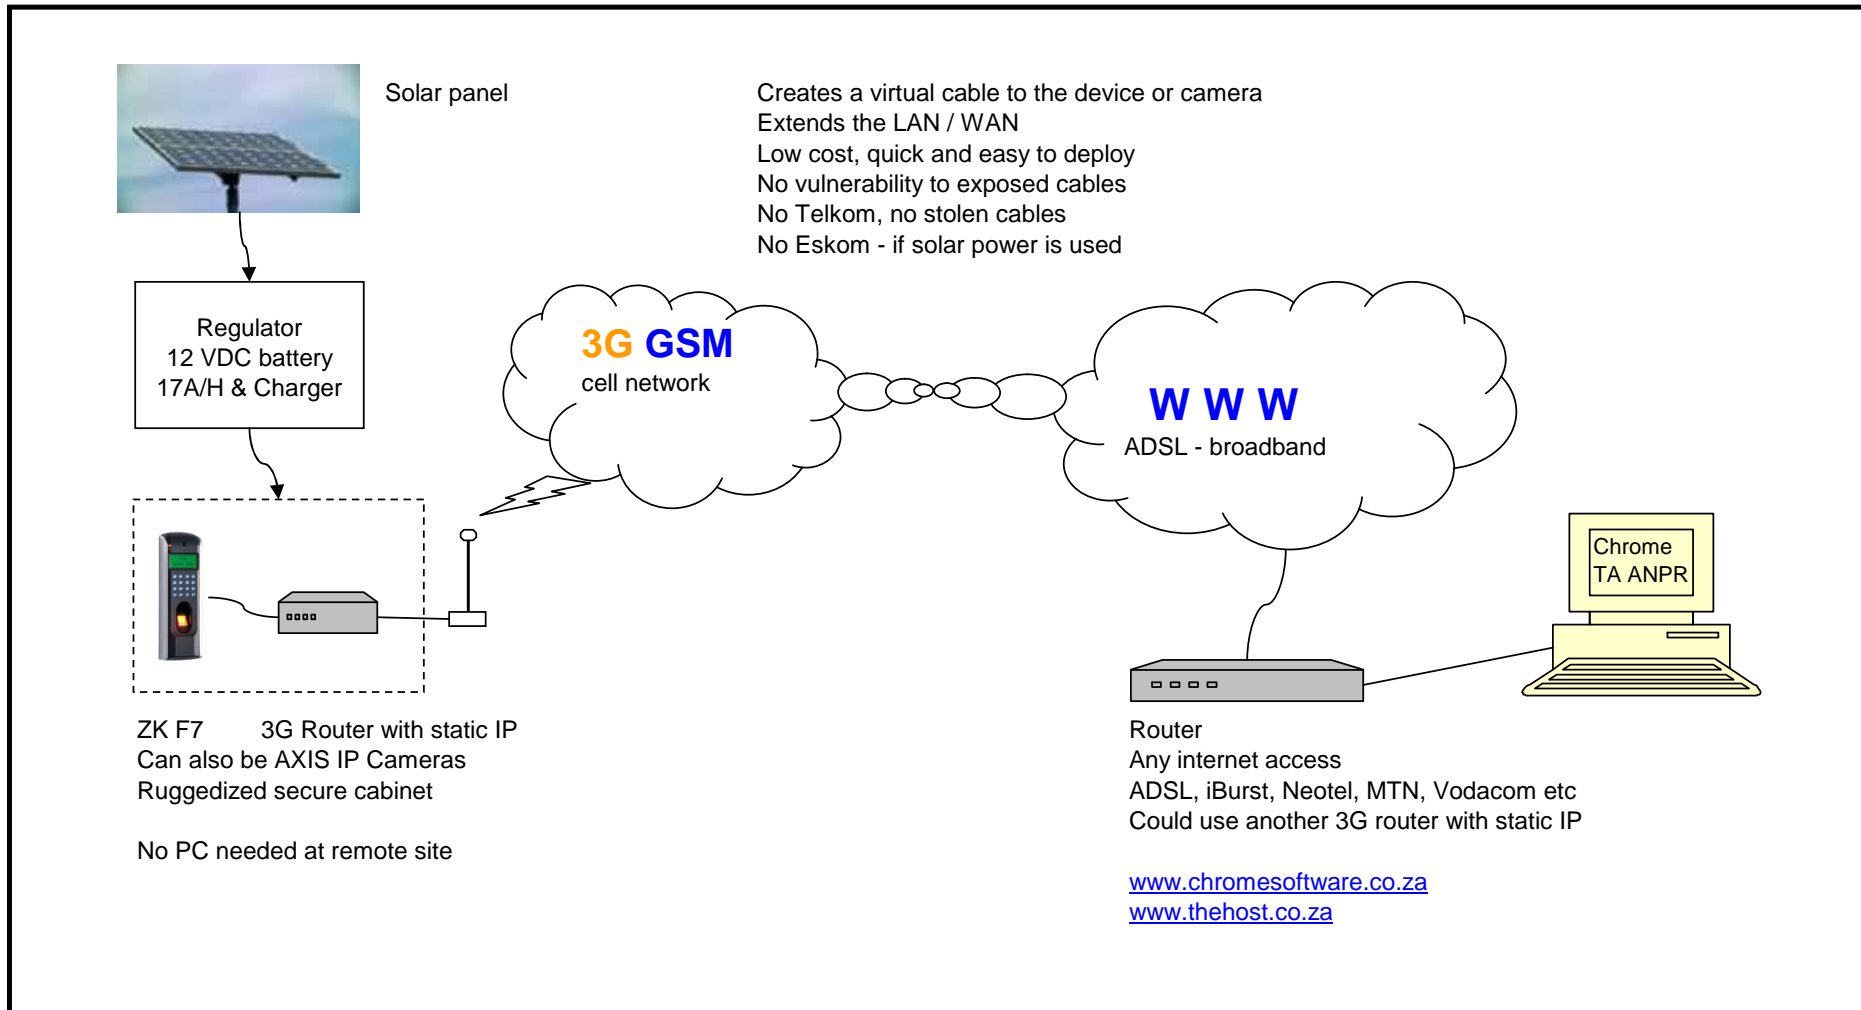 Solar panel
Creates a virtual cable to the device or camera
Extends the LAN / WAN
Low cost, quick and easy to deploy
No vulnerability to exposed cables
No Telkom, no stolen cables
No Eskom - if solar power is used
Regulator
12 VDC battery
17A/H & Charger
3G GSM
cell network
W W W
ADSL - broadband
Chrome
TA ANPR
ZK F7 3G Router with static IP
Can also be AXIS IP Cameras
Ruggedized secure cabinet
No PC needed at remote site
Router
Any internet access
ADSL, iBurst, Neotel, MTN, Vodacom etc
Could use another 3G router with static IP
www.chromesoftware.co.za
www.thehost.co.za